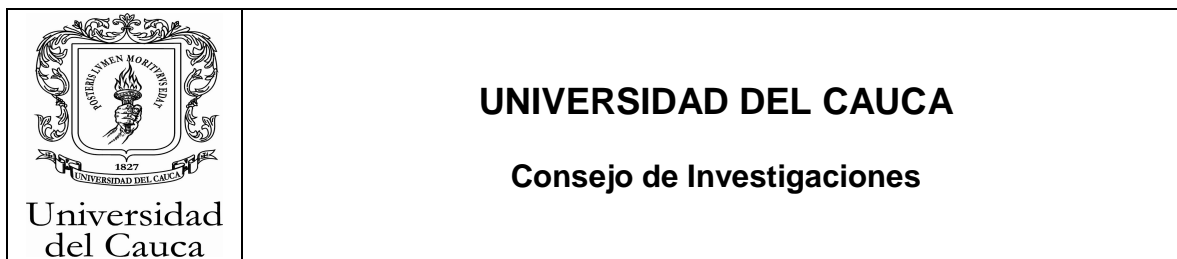 POSTERIS LVMEN MORITVRVS EDAT
1827
UNIVERSIDAD DEL CAUCA
Universidad
del Cauca
UNIVERSIDAD DEL CAUCA
Consejo de Investigaciones